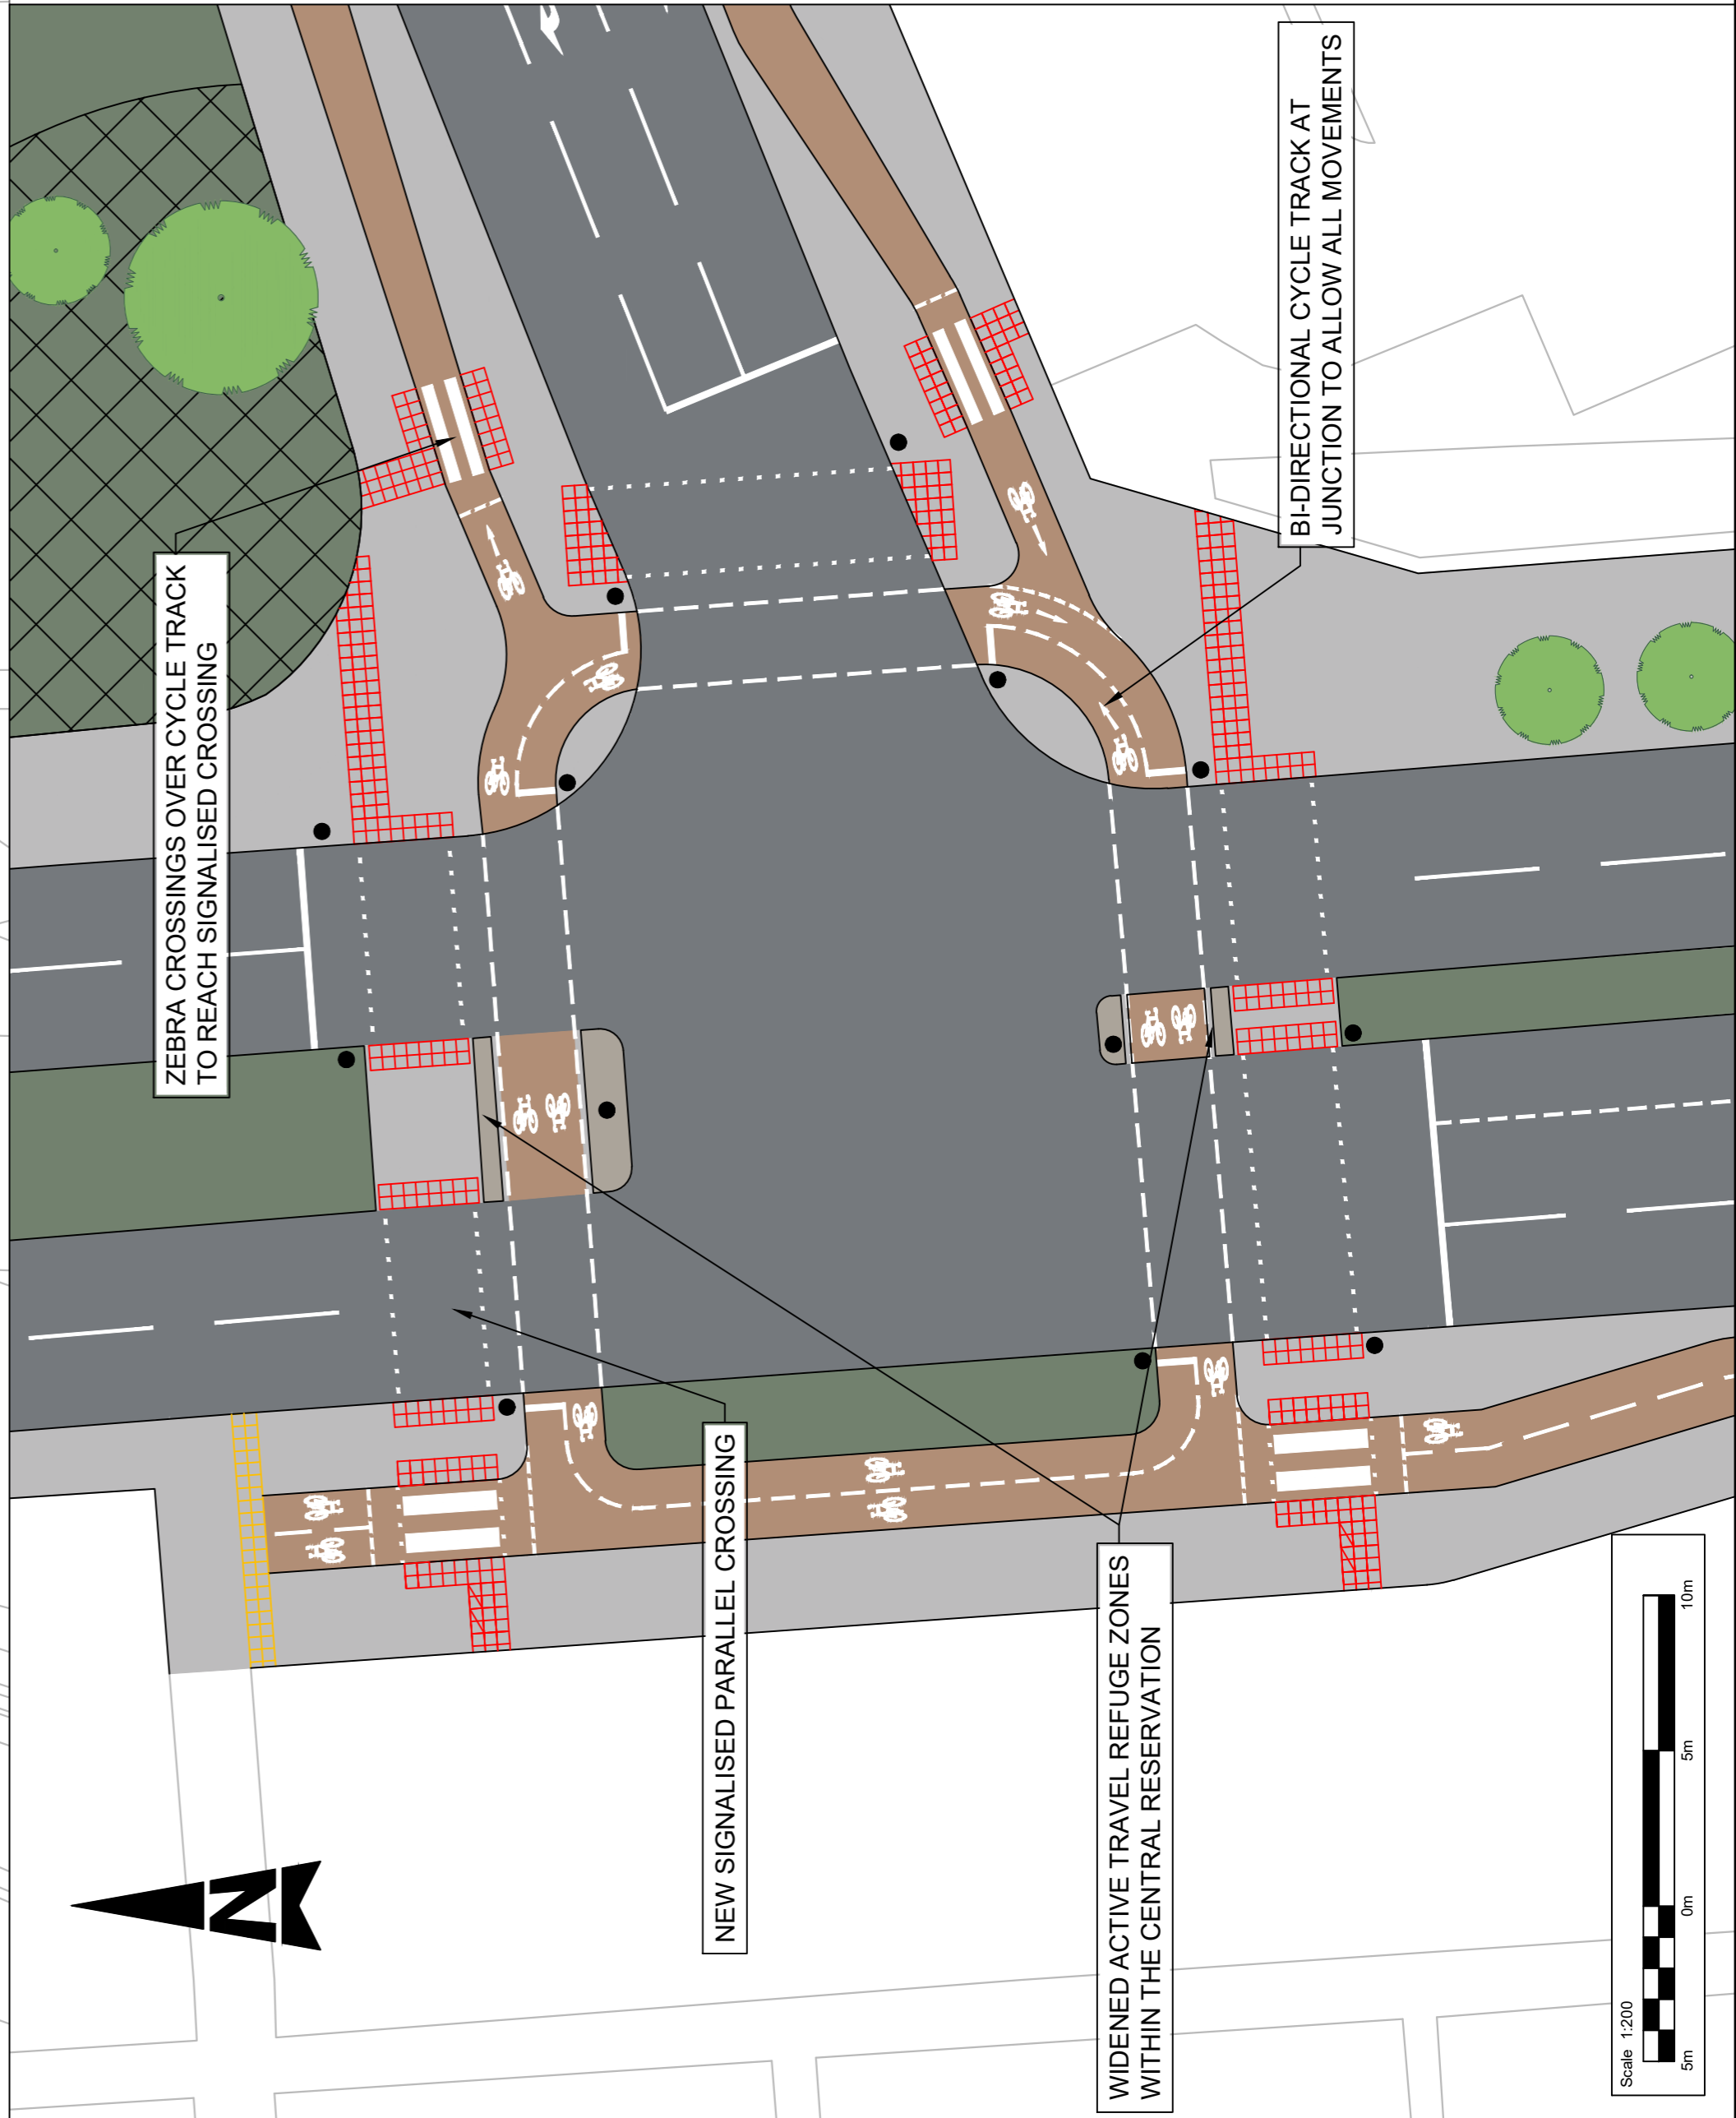 ZEBRA CROSSINGS OVER CYCLE TRACK
TO REACH SIGNALISED CROSSING
BI-DIRECTIONAL CYCLE TRACK AT
JUNCTION TO ALLOW ALL MOVEMENTS
NEW SIGNALISED PARALLEL CROSSING
WIDENED ACTIVE TRAVEL REFUGE ZONES
WITHIN THE CENTRAL RESERVATION
N
Scale 1:200
5m 0m 5m 10m